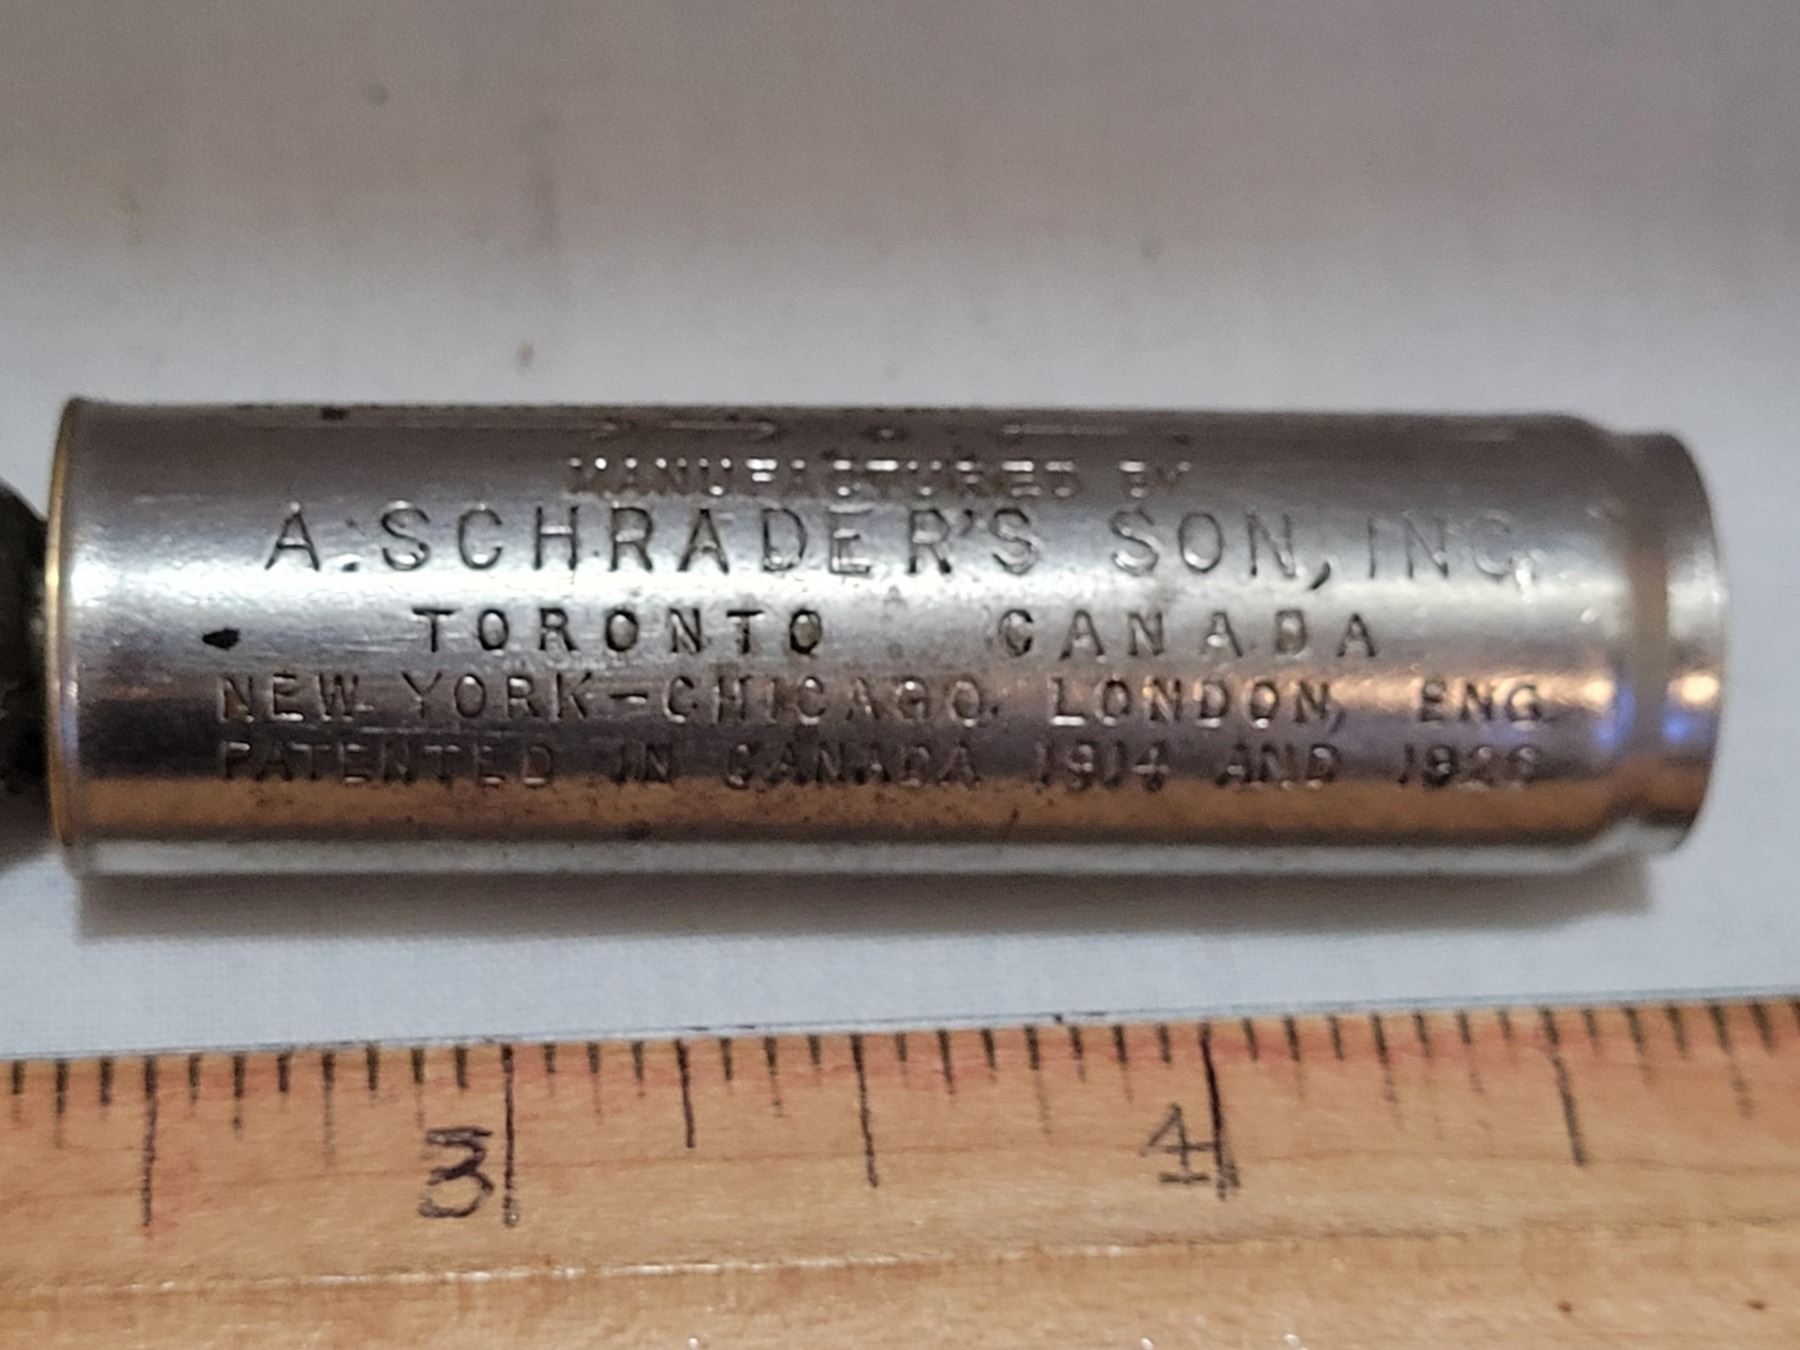 MANUFACTURED BY
A. SCHRADER'S SON, INC.
TORONTO CANADA
NEW YORK-CHICAGO. LONDON, ENG.
PATENTED IN CANADA 1914 AND
3
4